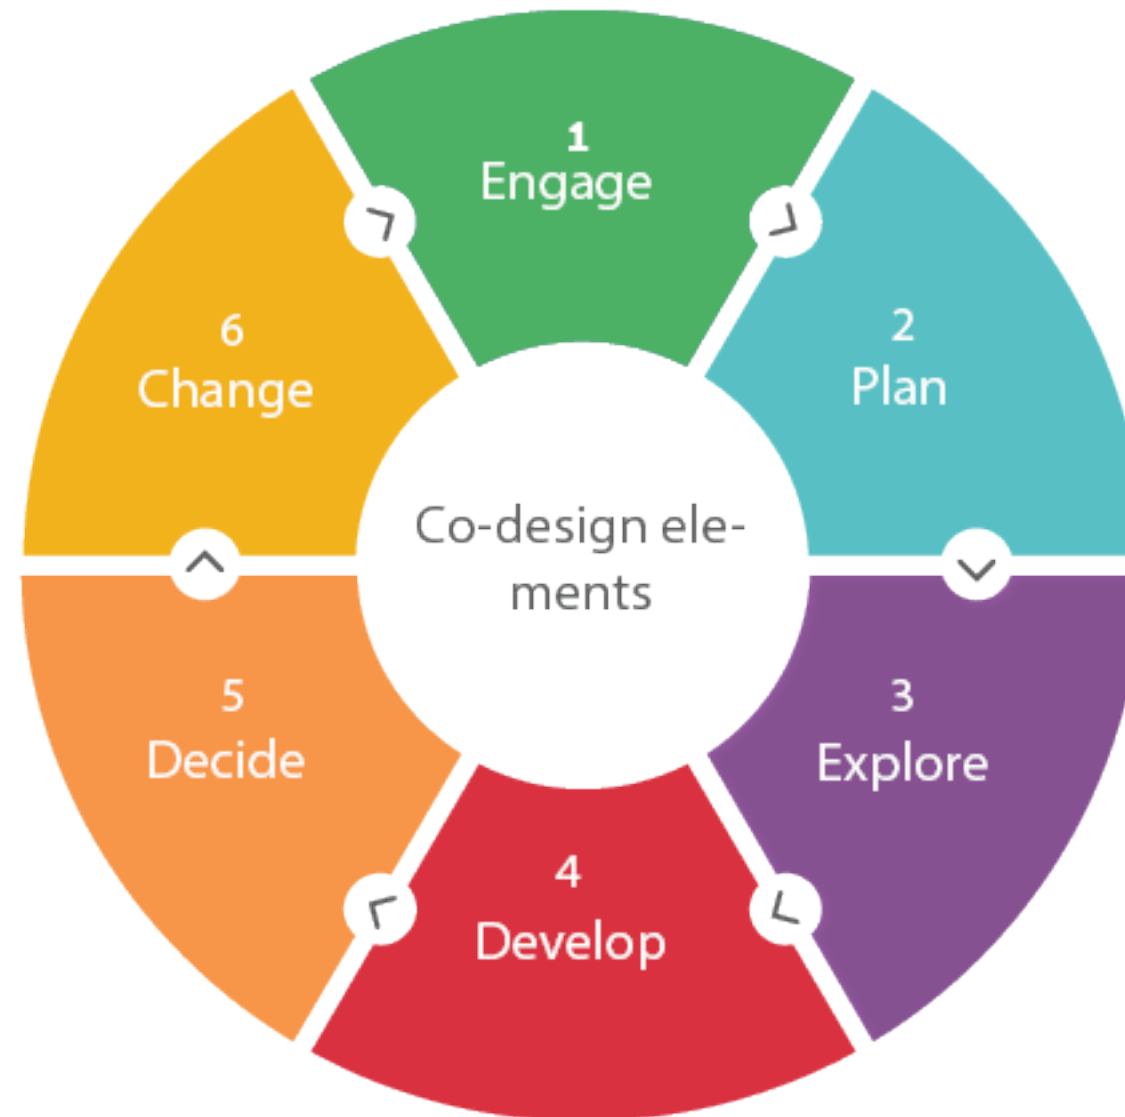 1
Engage
2
Plan
3
Explore
4
Develop
5
Decide
6
Change
Co-design ele-
ments